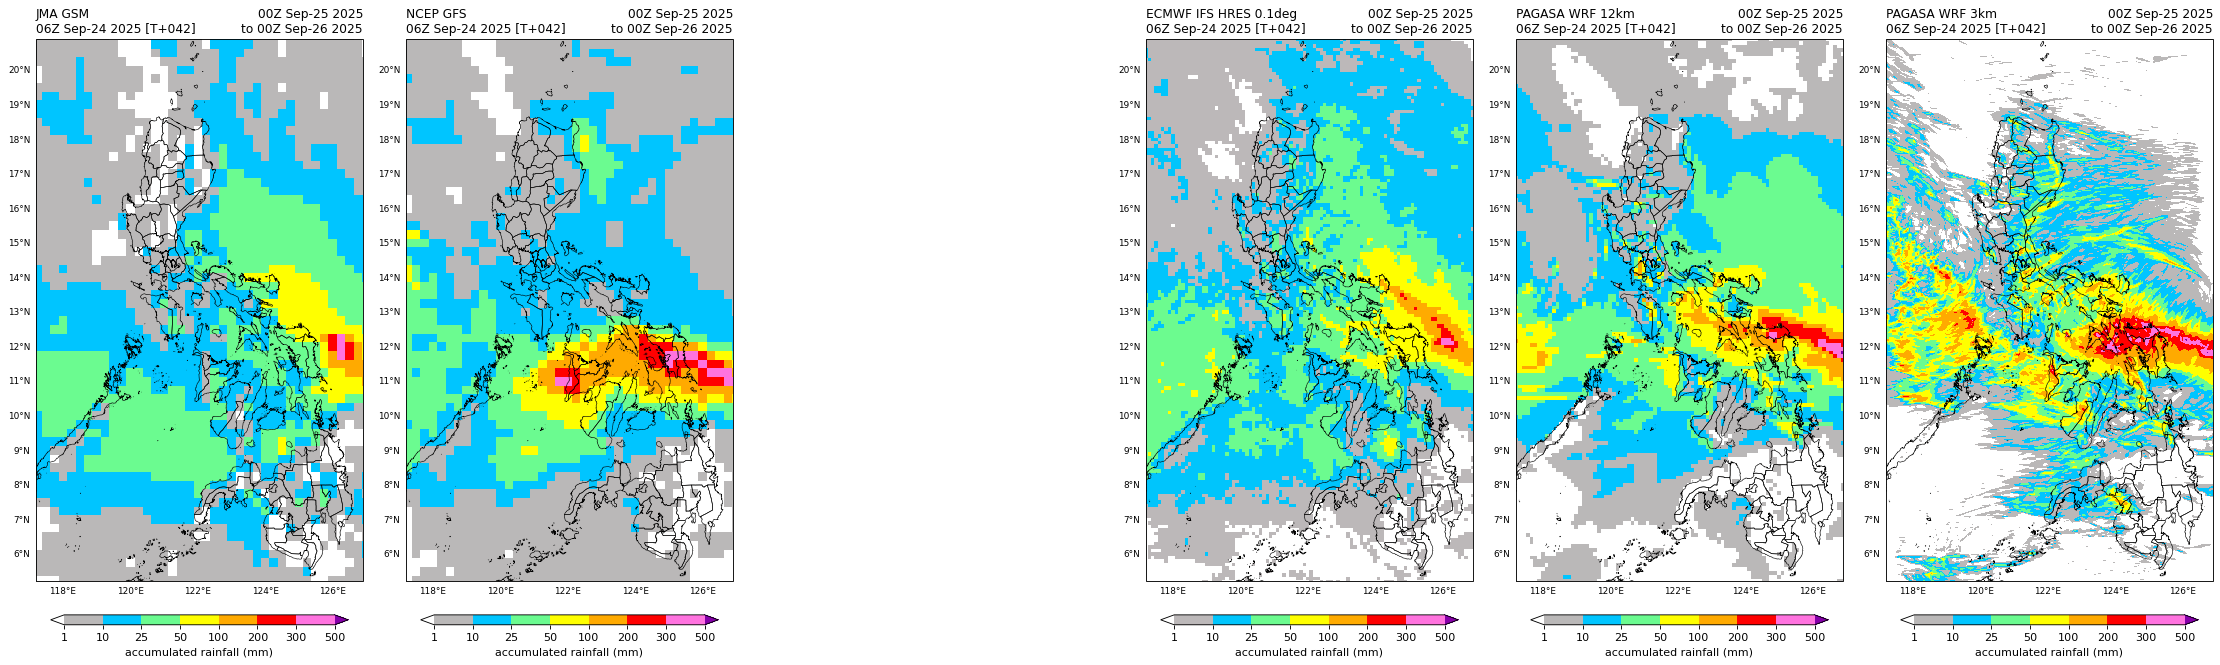 JMA GSM 00Z Sep-25 2025
06Z Sep-24 2025 [T+042] to 00Z Sep-26 2025
20°N
19°N
18°N
17°N
16°N
15°N
14°N
13°N
12°N
11°N
10°N
9°N
8°N
7°N
6°N
118°E 120°E 122°E 124°E 126°E
1 10 25 50 100 200 300 500
accumulated rainfall (mm)
NCEP GFS 00Z Sep-25 2025
06Z Sep-24 2025 [T+042] to 00Z Sep-26 2025
20°N
19°N
18°N
17°N
16°N
15°N
14°N
13°N
12°N
11°N
10°N
9°N
8°N
7°N
6°N
118°E 120°E 122°E 124°E 126°E
1 10 25 50 100 200 300 500
accumulated rainfall (mm)
ECMWF IFS HRES 0.1deg 00Z Sep-25 2025
06Z Sep-24 2025 [T+042] to 00Z Sep-26 2025
20°N
19°N
18°N
17°N
16°N
15°N
14°N
13°N
12°N
11°N
10°N
9°N
8°N
7°N
6°N
118°E 120°E 122°E 124°E 126°E
1 10 25 50 100 200 300 500
accumulated rainfall (mm)
PAGASA WRF 12km 00Z Sep-25 2025
06Z Sep-24 2025 [T+042] to 00Z Sep-26 2025
20°N
19°N
18°N
17°N
16°N
15°N
14°N
13°N
12°N
11°N
10°N
9°N
8°N
7°N
6°N
118°E 120°E 122°E 124°E 126°E
1 10 25 50 100 200 300 500
accumulated rainfall (mm)
PAGASA WRF 3km 00Z Sep-25 2025
06Z Sep-24 2025 [T+042] to 00Z Sep-26 2025
20°N
19°N
18°N
17°N
16°N
15°N
14°N
13°N
12°N
11°N
10°N
9°N
8°N
7°N
6°N
118°E 120°E 122°E 124°E 126°E
1 10 25 50 100 200 300 500
accumulated rainfall (mm)